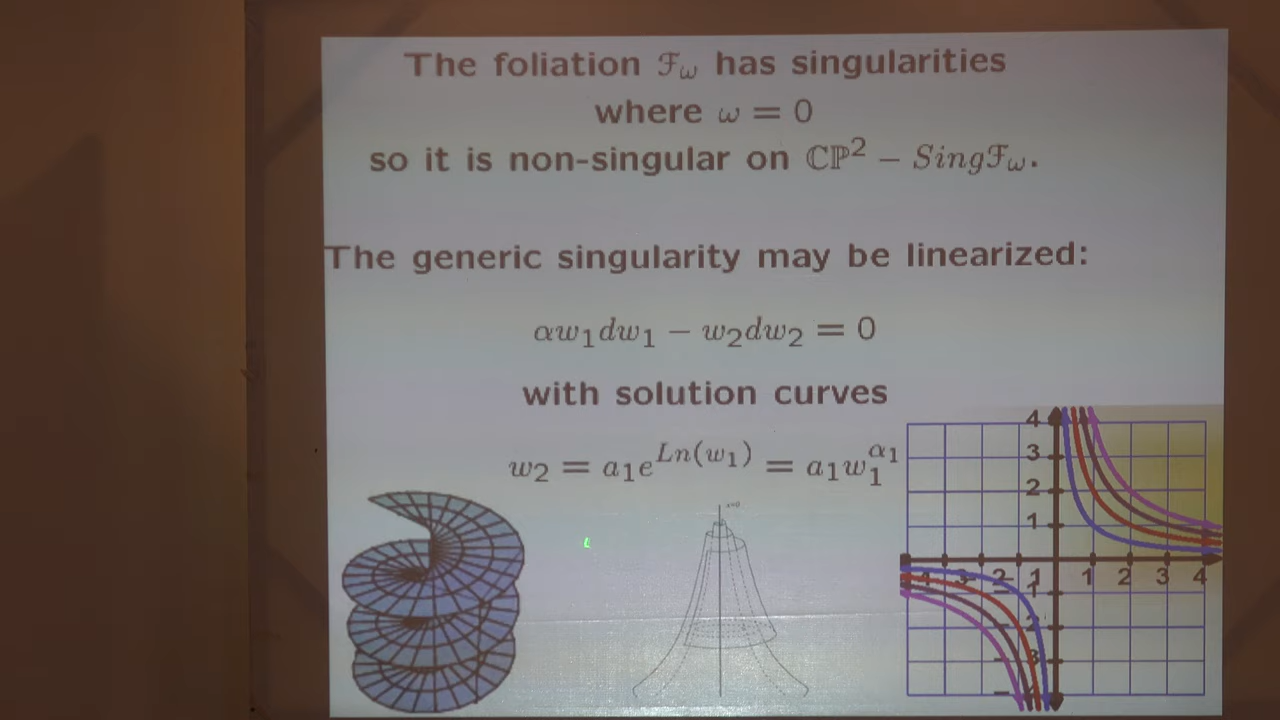 The foliation ℱω has singularities
where ω = 0
so it is non-singular on ℂℙ² − Singℱω.
The generic singularity may be linearized:
αw₁dw₁ − w₂dw₂ = 0
with solution curves
w₂ = a₁e^{Ln(w₁)} = a₁w₁^{α₁}
4
3
2
1
1 2 3 4